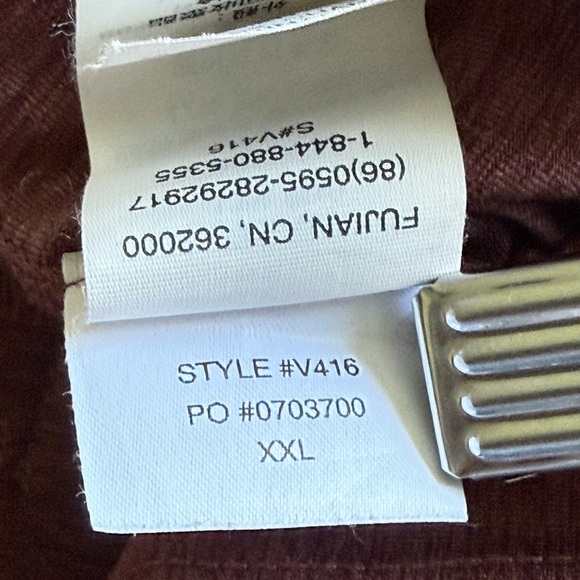 FUJIAN, CN, 362000
(86)0595-28292917
1-844-880-5355
S#V416
STYLE #V416
PO #0703700
XXL